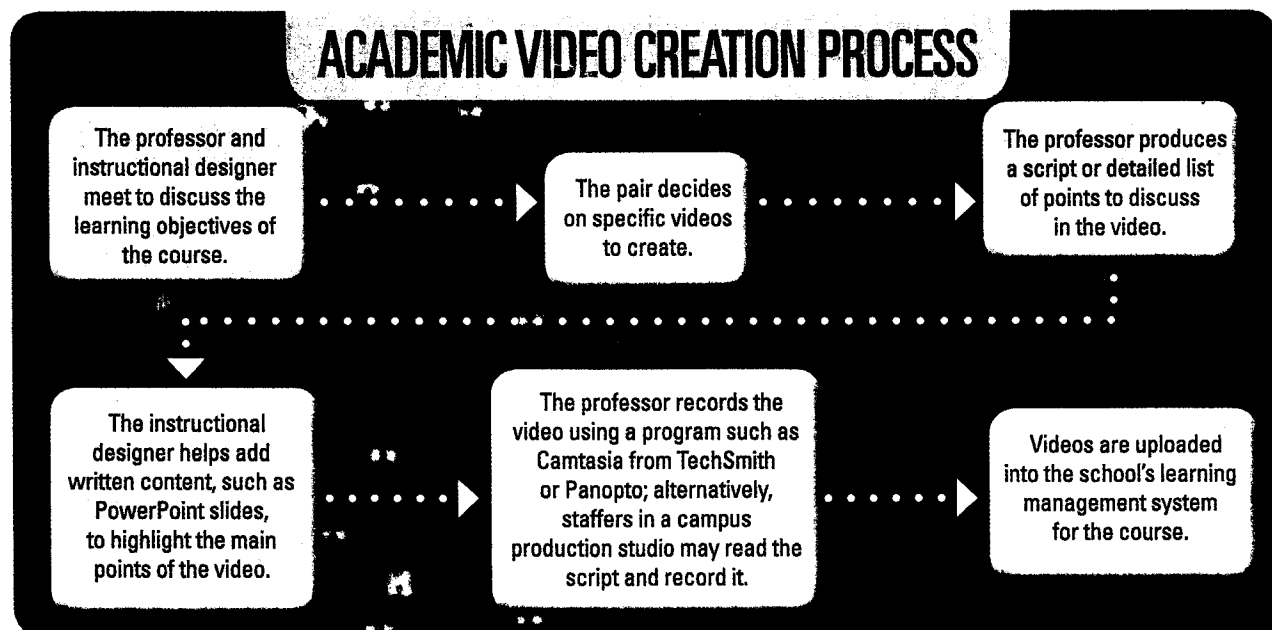 ACADEMIC VIDEO CREATION PROCESS
The professor and
instructional designer
meet to discuss the
learning objectives of
the course.
The pair decides
on specific videos
to create.
The professor produces
a script or detailed list
of points to discuss
in the video.
The instructional
designer helps add
written content, such as
PowerPoint slides,
to highlight the main
points of the video.
The professor records the
video using a program such as
Camtasia from TechSmith
or Panopto; alternatively,
staffers in a campus
production studio may read the
script and record it.
Videos are uploaded
into the school's learning
management system
for the course.